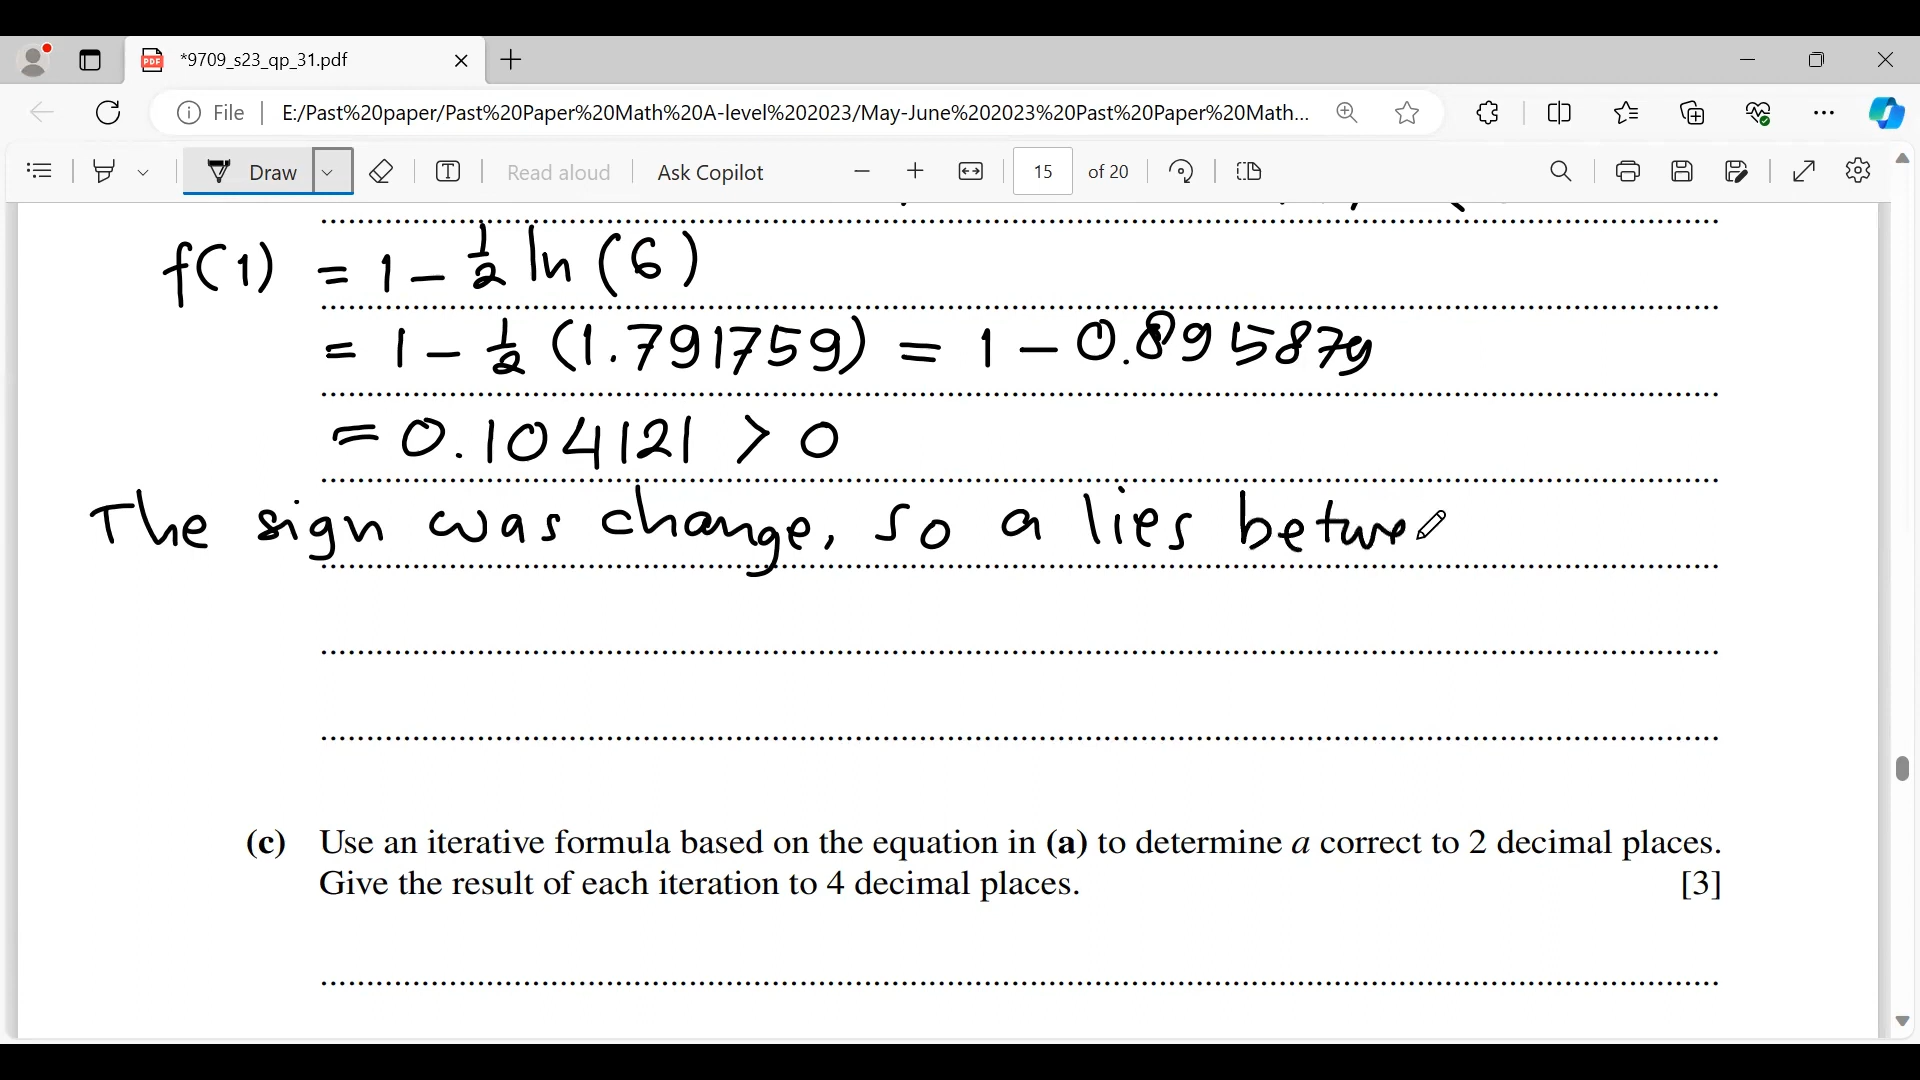 *9709_s23_qp_31.pdf
File
E:/Past%20paper/Past%20Paper%20Math%20A-level%202023/May-June%202023%20Past%20Paper%20Math...
Draw
Read aloud
Ask Copilot
15
of 20
f(1) = 1 - 1/2 ln (6)
= 1 - 1/2 (1.791759) = 1 - 0.895879
= 0.104121 > 0
The sign was change, so a lies betwe
(c) Use an iterative formula based on the equation in (a) to determine a correct to 2 decimal places.
Give the result of each iteration to 4 decimal places. [3]